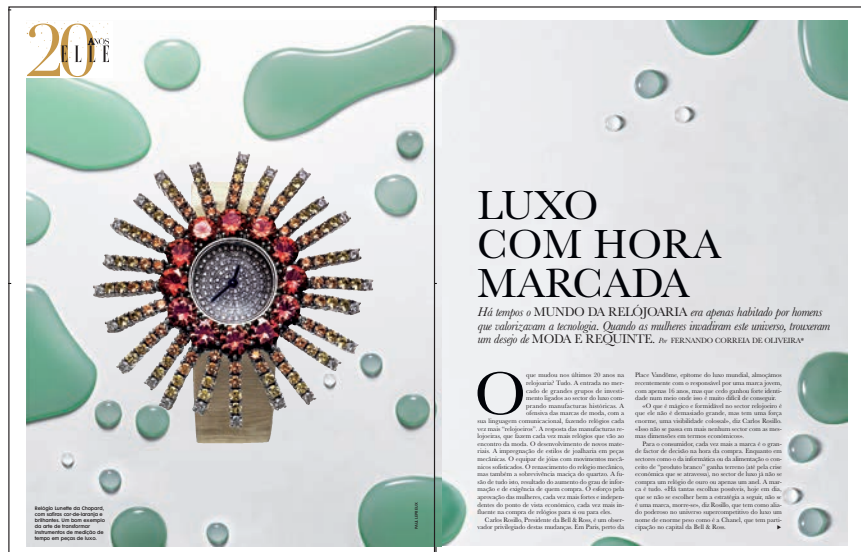 20
ANOS
ELLE
Relógio Lunette da Chopard,
com safiras cor-de-laranja e
brilhantes. Um bom exemplo
da arte de transformar
instrumentos de medição de
tempo em peças de luxo.
LUXO
COM HORA
MARCADA
Há tempos o MUNDO DA RELOJOARIA era apenas habitado por homens
que valorizavam a tecnologia. Quando as mulheres invadiram este universo, trouxeram
um desejo de MODA E REQUINTE. Por FERNANDO CORREIA DE OLIVEIRA*
O que mudou nos últimos 20 anos na
relojoaria? Tudo. A entrada no mer-
cado de grandes grupos de investi-
mento ligados ao sector do luxo com-
prando manufacturas históricas. A
ofensiva das marcas de moda, com a
sua linguagem comunicacional, fazendo relógios cada
vez mais "relojoeiros". A resposta das manufacturas re-
lojoeiras, que fazem cada vez mais relógios que vão ao
encontro da moda. O desenvolvimento de novos mate-
riais. A impregnação de estilos de joalharia em peças
mecânicas. O equipar de jóias com movimentos mecâ-
nicos sofisticados. O renascimento do relógio mecânico,
mas também a sobrevivência maciça do quartzo. A fu-
são de tudo isto, resultado do aumento do grau de infor-
mação e de exigência de quem compra. O esforço pela
aprovação das mulheres, cada vez mais fortes e indepen-
dentes do ponto de vista económico, cada vez mais in-
fluente na compra de relógios para si ou para eles.
Carlos Rosillo, Presidente da Bell & Ross, é um obser-
vador privilegiado destas mudanças. Em Paris, perto da
Place Vandôme, epítome do luxo mundial, almoçámos
recentemente com o responsável por uma marca jovem,
com apenas 16 anos, mas que cedo ganhou forte identi-
dade num meio onde isso é muito difícil de conseguir.
«O que é mágico e formidável no sector relojoeiro é
que ele não é demasiado grande, mas tem uma força
enorme, uma visibilidade colossal», diz Carlos Rosillo.
«Isso não se passa em mais nenhum sector com as mes-
mas dimensões em termos económicos».
Para o consumidor, cada vez mais a marca é o gran-
de factor de decisão na hora da compra. Enquanto em
sectores como o da informática ou da alimentação o con-
ceito de "produto branco" ganha terreno (até pela crise
económica que se atravessa), no sector de luxo já não se
compra um relógio de ouro ou apenas um anel. A mar-
ca é tudo. «Há tantas escolhas possíveis, hoje em dia,
que se não se escolher bem a estratégia a seguir, não se
é uma marca, morre-se», diz Rosillo, que tem como alia-
do poderoso no universo supercompetitivo do luxo um
nome de enorme peso como é a Chanel, que tem parti-
cipação no capital da Bell & Ross.